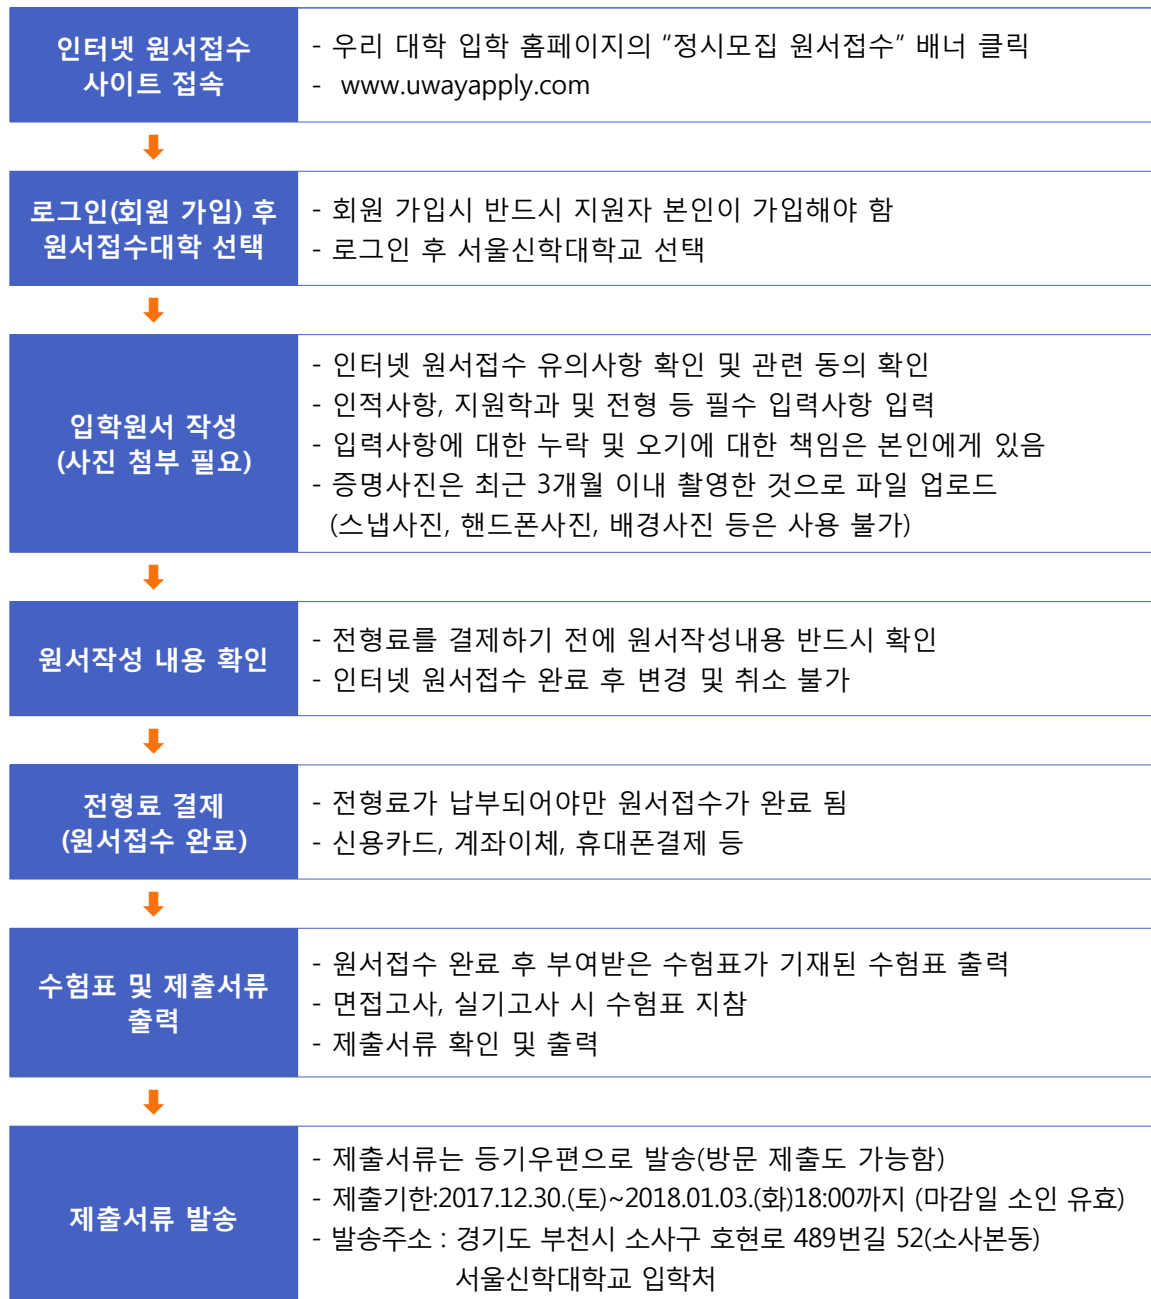 인터넷 원서접수
사이트 접속
- 우리 대학 입학 홈페이지의 "정시모집 원서접수" 배너 클릭
- www.uwayapply.com
로그인(회원 가입) 후
원서접수대학 선택
- 회원 가입시 반드시 지원자 본인이 가입해야 함
- 로그인 후 서울신학대학교 선택
입학원서 작성
(사진 첨부 필요)
- 인터넷 원서접수 유의사항 확인 및 관련 동의 확인
- 인적사항, 지원학과 및 전형 등 필수 입력사항 입력
- 입력사항에 대한 누락 및 오기에 대한 책임은 본인에게 있음
- 증명사진은 최근 3개월 이내 촬영한 것으로 파일 업로드
(스냅사진, 핸드폰사진, 배경사진 등은 사용 불가)
원서작성 내용 확인
- 전형료를 결제하기 전에 원서작성내용 반드시 확인
- 인터넷 원서접수 완료 후 변경 및 취소 불가
전형료 결제
(원서접수 완료)
- 전형료가 납부되어야만 원서접수가 완료 됨
- 신용카드, 계좌이체, 휴대폰결제 등
수험표 및 제출서류
출력
- 원서접수 완료 후 부여받은 수험표가 기재된 수험표 출력
- 면접고사, 실기고사 시 수험표 지참
- 제출서류 확인 및 출력
제출서류 발송
- 제출서류는 등기우편으로 발송(방문 제출도 가능함)
- 제출기한:2017.12.30.(토)~2018.01.03.(화)18:00까지 (마감일 소인 유효)
- 발송주소 : 경기도 부천시 소사구 호현로 489번길 52(소사본동)
서울신학대학교 입학처